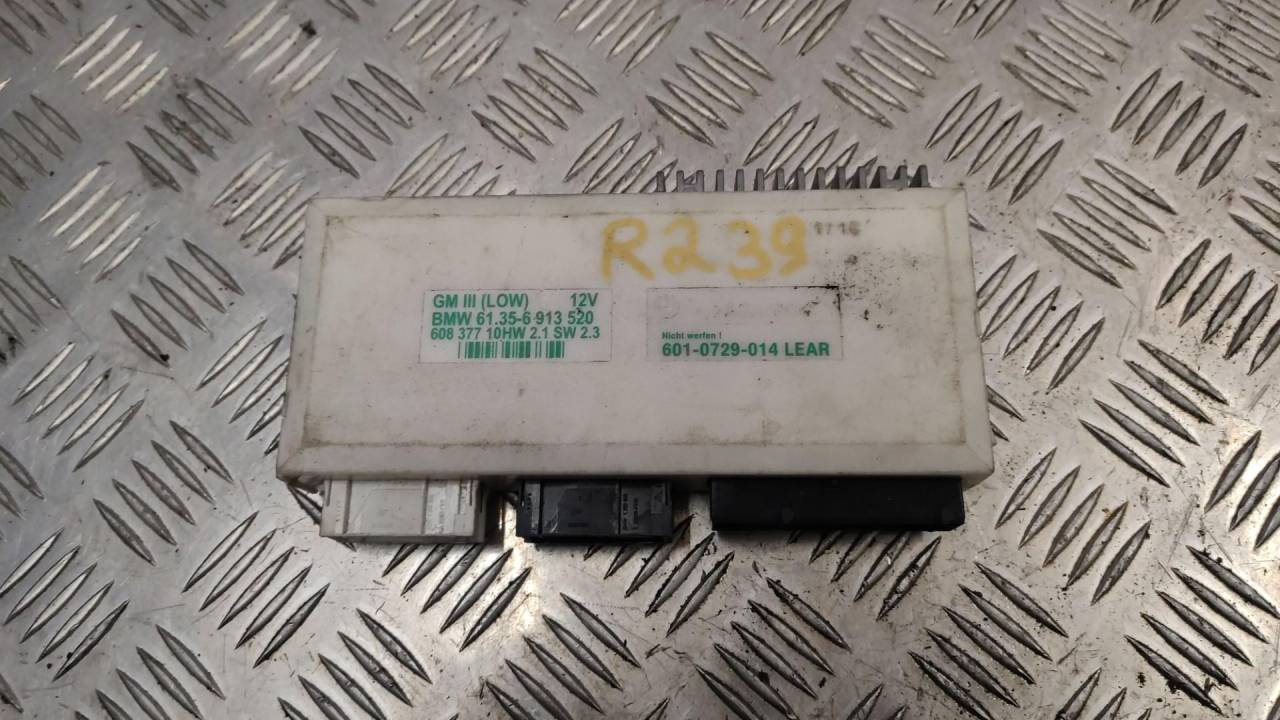 R239
1716
GM III (LOW) 12V
BMW 61.35-6 913 520
608 377 10HW 2.1 SW 2.3
Nicht werfen !
601-0729-014 LEAR